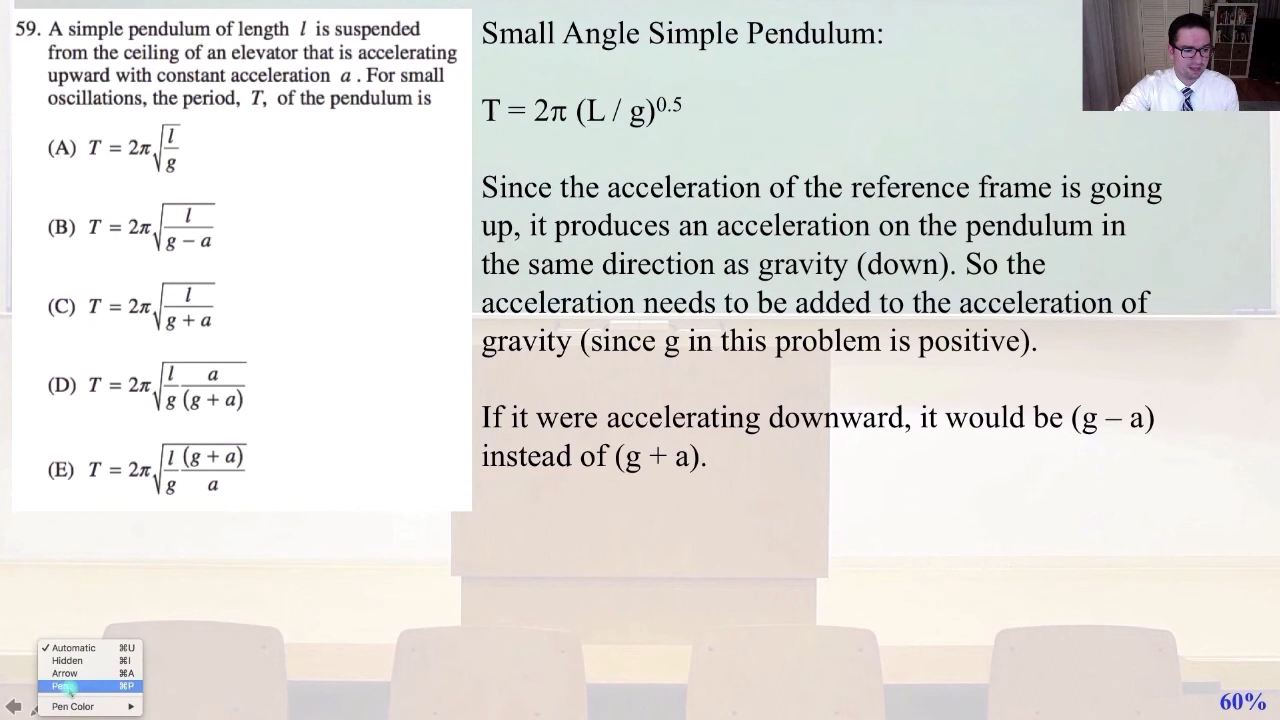 59. A simple pendulum of length l is suspended
from the ceiling of an elevator that is accelerating
upward with constant acceleration a . For small
oscillations, the period, T, of the pendulum is
(A) T = 2π√(l/g)
(B) T = 2π√(l/(g − a))
(C) T = 2π√(l/(g + a))
(D) T = 2π√((l/g) (a/(g + a)))
(E) T = 2π√((l/g) ((g + a)/a))
Small Angle Simple Pendulum:
T = 2π (L / g)^0.5
Since the acceleration of the reference frame is going
up, it produces an acceleration on the pendulum in
the same direction as gravity (down). So the
acceleration needs to be added to the acceleration of
gravity (since g in this problem is positive).
If it were accelerating downward, it would be (g – a)
instead of (g + a).
✓ Automatic ⌘U
Hidden ⌘I
Arrow ⌘A
Pen ⌘P
Pen Color ▶
60%